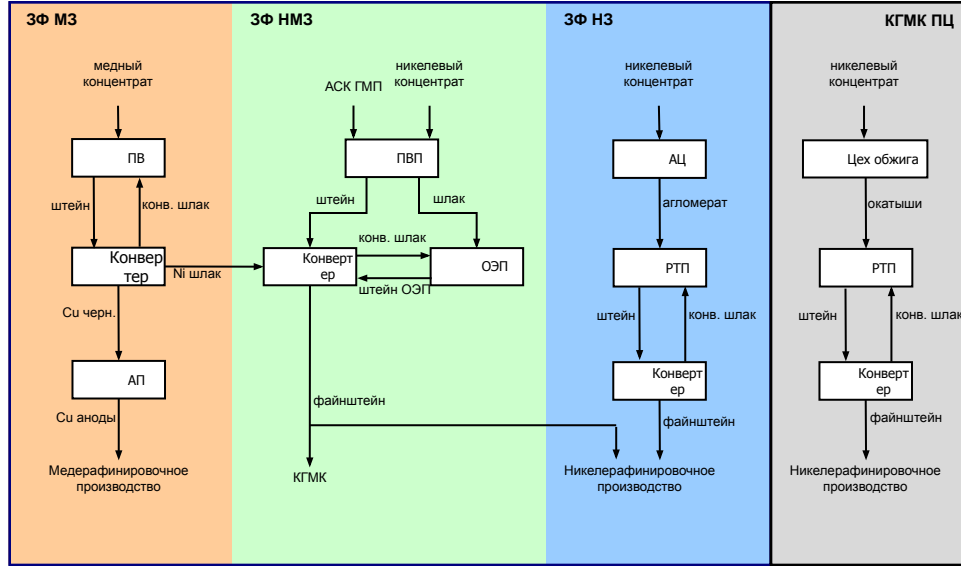 ЗФ МЗ
медный
концентрат
ПВ
штейн
конв. шлак
Конвер
тер
Ni шлак
Cu черн.
АП
Cu аноды
Медерафинировочное
производство
ЗФ НМЗ
АСК ГМП
никелевый
концентрат
ПВП
штейн
шлак
конв. шлак
Конверт
ер
ОЭП
штейн ОЭП
файнштейн
КГМК
ЗФ НЗ
никелевый
концентрат
АЦ
агломерат
РТП
штейн
конв. шлак
Конверт
ер
файнштейн
Никелерафинировочное
производство
КГМК ПЦ
никелевый
концентрат
Цех обжига
окатыши
РТП
штейн
конв. шлак
Конверт
ер
файнштейн
Никелерафинировочное
производство